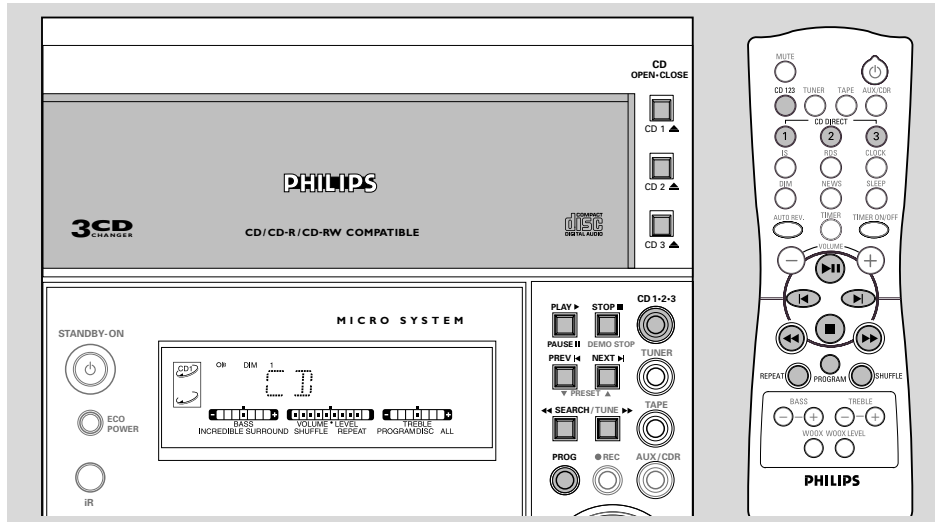 CD
OPEN•CLOSE
CD 1 ⏏
CD 2 ⏏
CD 3 ⏏
PHILIPS
3CD
CHANGER
CD/CD-R/CD-RW COMPATIBLE
COMPACT
disc
DIGITAL AUDIO
MICRO SYSTEM
STANDBY-ON
ECO
POWER
iR
CD1 DIM 1
CD
BASS VOLUME • LEVEL TREBLE
INCREDIBLE SURROUND SHUFFLE REPEAT PROGRAM DISC ALL
PLAY ▶ STOP ■ CD 1•2•3
PAUSE II DEMO STOP
TUNER
PREV |◀ NEXT ▶|
▼ PRESET ▲
TAPE
◀◀ SEARCH/TUNE ▶▶
PROG ● REC AUX/CDR
MUTE
CD 123 TUNER TAPE AUX/CDR
CD DIRECT
1 2 3
IS RDS CLOCK
DIM NEWS SLEEP
AUTO REV. TIMER TIMER ON/OFF
VOLUME
− +
▶II
|◀ ▶|
◀◀ ■ ▶▶
REPEAT PROGRAM SHUFFLE
BASS TREBLE
− + − +
WOOX WOOX LEVEL
PHILIPS